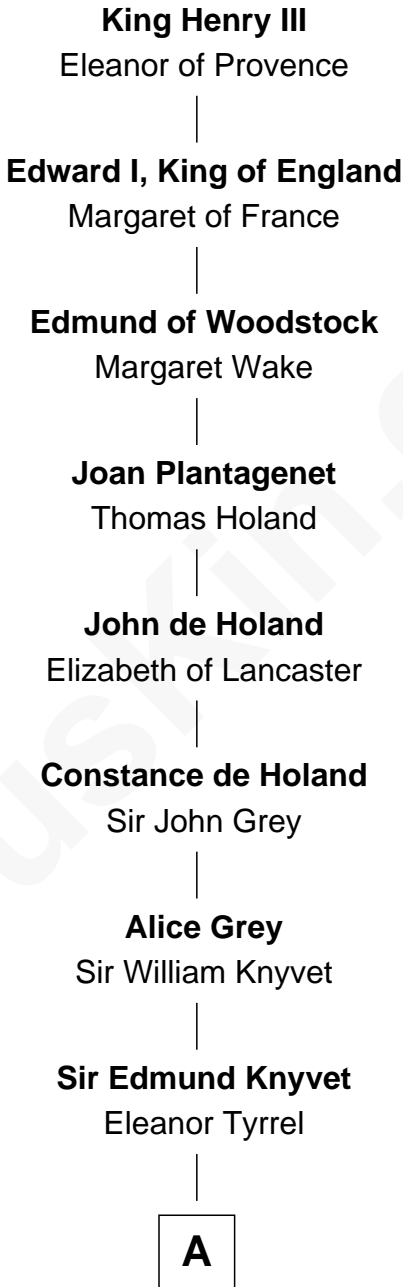 King Henry III
Eleanor of Provence
Edward I, King of England
Margaret of France
Edmund of Woodstock
Margaret Wake
Joan Plantagenet
Thomas Holand
John de Holand
Elizabeth of Lancaster
Constance de Holand
Sir John Grey
Alice Grey
Sir William Knyvet
Sir Edmund Knyvet
Eleanor Tyrrel
A